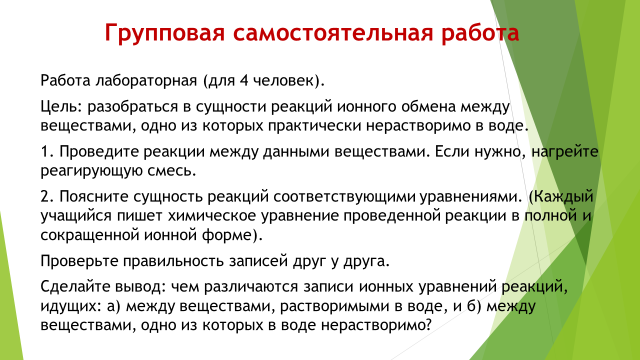 Групповая самостоятельная работа
Работа лабораторная (для 4 человек).
Цель: разобраться в сущности реакций ионного обмена между
веществами, одно из которых практически нерастворимо в воде.
1. Проведите реакции между данными веществами. Если нужно, нагрейте
реагирующую смесь.
2. Поясните сущность реакций соответствующими уравнениями. (Каждый
учащийся пишет химическое уравнение проведенной реакции в полной и
сокращенной ионной форме).
Проверьте правильность записей друг у друга.
Сделайте вывод: чем различаются записи ионных уравнений реакций,
идущих: а) между веществами, растворимыми в воде, и б) между
веществами, одно из которых в воде нерастворимо?